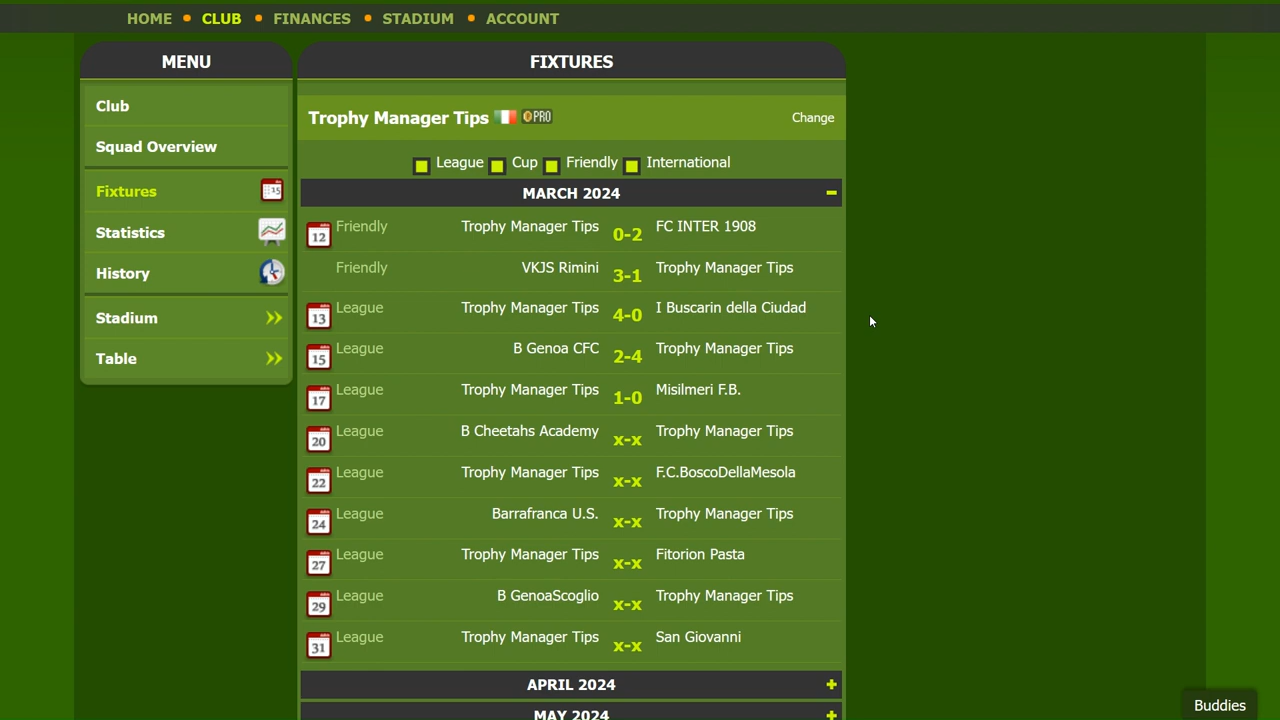 HOME CLUB FINANCES STADIUM ACCOUNT
MENU
Club
Squad Overview
Fixtures 15
Statistics
History
Stadium
Table
FIXTURES
Trophy Manager Tips PRO Change
League Cup Friendly International
MARCH 2024
12 Friendly Trophy Manager Tips 0-2 FC INTER 1908
Friendly VKJS Rimini 3-1 Trophy Manager Tips
13 League Trophy Manager Tips 4-0 I Buscarin della Ciudad
15 League B Genoa CFC 2-4 Trophy Manager Tips
17 League Trophy Manager Tips 1-0 Misilmeri F.B.
20 League B Cheetahs Academy x-x Trophy Manager Tips
22 League Trophy Manager Tips x-x F.C.BoscoDellaMesola
24 League Barrafranca U.S. x-x Trophy Manager Tips
27 League Trophy Manager Tips x-x Fitorion Pasta
29 League B GenoaScoglio x-x Trophy Manager Tips
31 League Trophy Manager Tips x-x San Giovanni
APRIL 2024
MAY 2024
Buddies